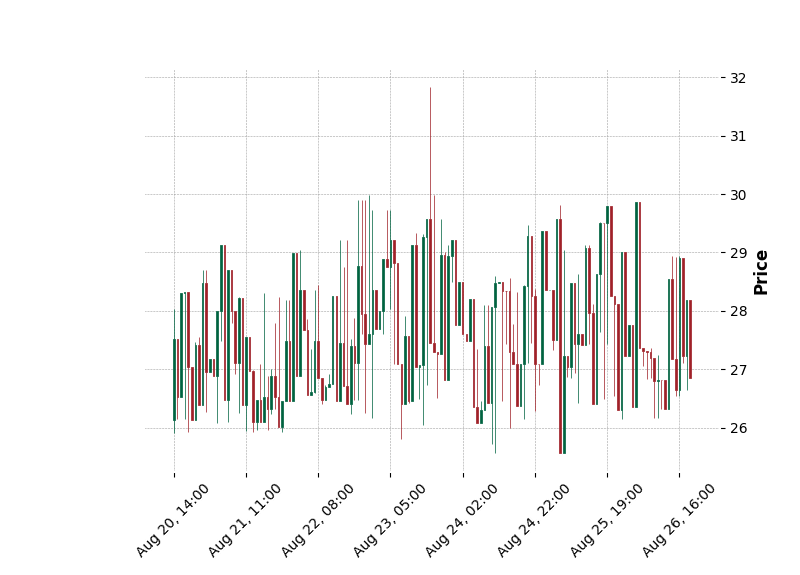 32
31
30
29
28
27
26
Price
Aug 20, 14:00
Aug 21, 11:00
Aug 22, 08:00
Aug 23, 05:00
Aug 24, 02:00
Aug 24, 22:00
Aug 25, 19:00
Aug 26, 16:00